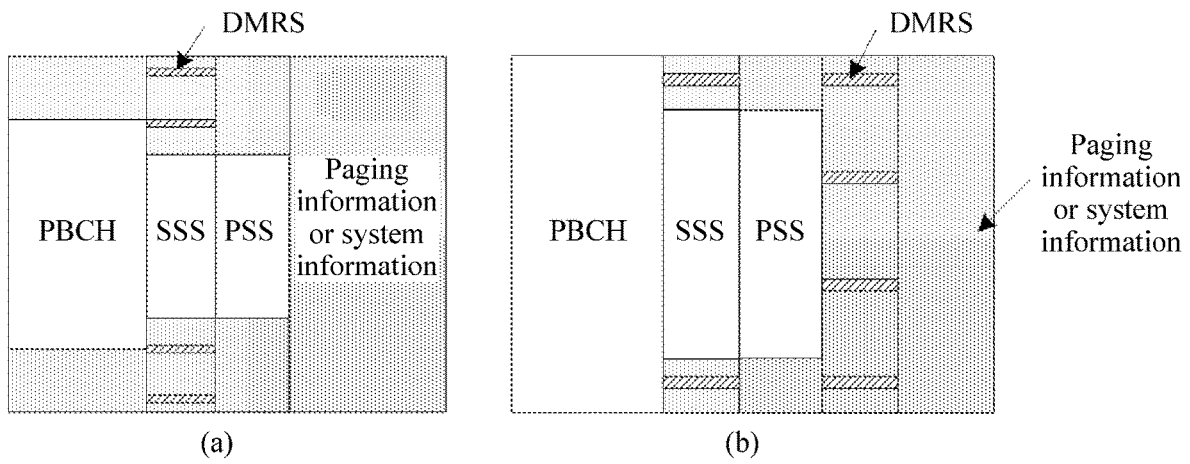 DMRS
PBCH
SSS
PSS
Paging
information
or system
information
(a)
DMRS
PBCH
SSS
PSS
Paging
information
or system
information
(b)